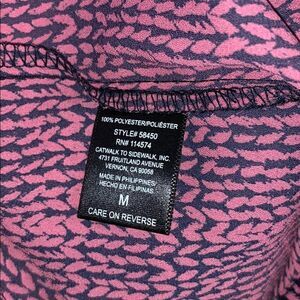 100% POLYESTER/POLIÉSTER
STYLE# 58450
RN# 114574
CATWALK TO SIDEWALK, INC.
4731 FRUITLAND AVENUE
VERNON, CA 90058
MADE IN PHILIPPINES
HECHO EN FILIPINAS
M
CARE ON REVERSE